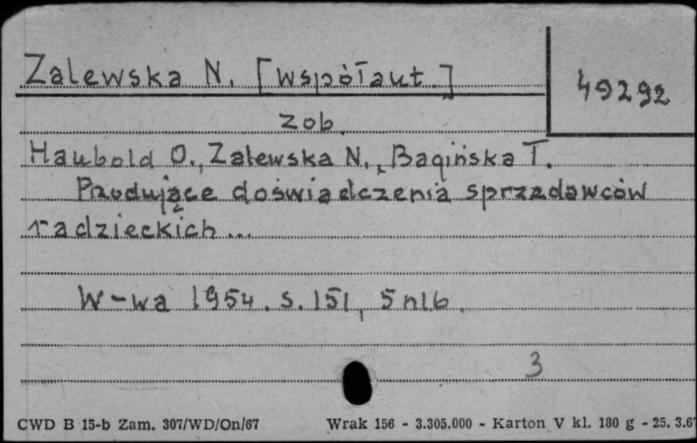 Zalewska N. [współaut.]
49292
zob.
Haubold O., Zalewska N., Bagińska T.
Przodujące doświadczenia sprzedawców
radzieckich...
W-wa 1954. s. 151, 5 nlb.
3
CWD B 15-b Zam. 307/WD/On/67 Wrak 156 - 3.305.000 - Karton V kl. 180 g - 25. 3.67